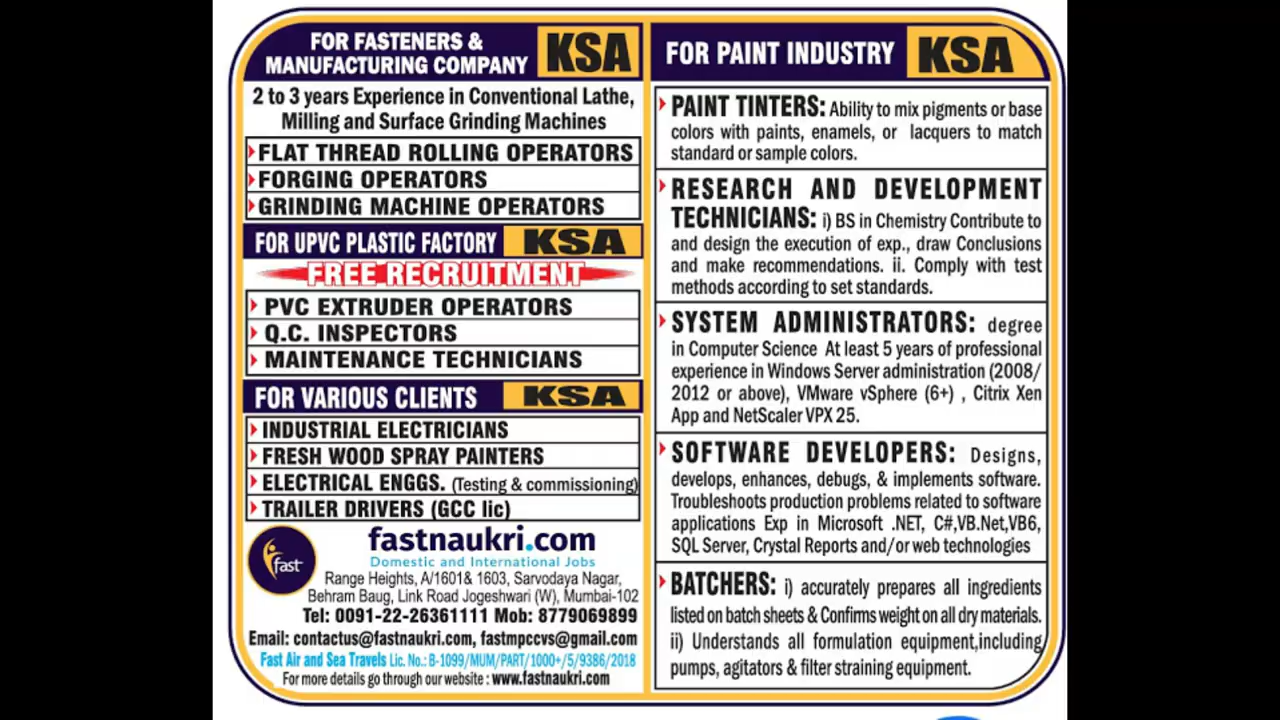 FOR FASTENERS &
MANUFACTURING COMPANY KSA
2 to 3 years Experience in Conventional Lathe,
Milling and Surface Grinding Machines
FLAT THREAD ROLLING OPERATORS
FORGING OPERATORS
GRINDING MACHINE OPERATORS
FOR UPVC PLASTIC FACTORY KSA
FREE RECRUITMENT
PVC EXTRUDER OPERATORS
Q.C. INSPECTORS
MAINTENANCE TECHNICIANS
FOR VARIOUS CLIENTS KSA
INDUSTRIAL ELECTRICIANS
FRESH WOOD SPRAY PAINTERS
ELECTRICAL ENGGS. (Testing & commissioning)
TRAILER DRIVERS (GCC lic)
fast
fastnaukri.com
Domestic and International Jobs
Range Heights, A/1601& 1603, Sarvodaya Nagar,
Behram Baug, Link Road Jogeshwari (W), Mumbai-102
Tel: 0091-22-26361111 Mob: 8779069899
Email: contactus@fastnaukri.com, fastmpccvs@gmail.com
Fast Air and Sea Travels Lic. No.: B-1099/MUM/PART/1000+/5/9386/2018
For more details go through our website : www.fastnaukri.com
FOR PAINT INDUSTRY KSA
PAINT TINTERS: Ability to mix pigments or base
colors with paints, enamels, or lacquers to match
standard or sample colors.
RESEARCH AND DEVELOPMENT
TECHNICIANS: i) BS in Chemistry Contribute to
and design the execution of exp., draw Conclusions
and make recommendations. ii. Comply with test
methods according to set standards.
SYSTEM ADMINISTRATORS: degree
in Computer Science At least 5 years of professional
experience in Windows Server administration (2008/
2012 or above), VMware vSphere (6+) , Citrix Xen
App and NetScaler VPX 25.
SOFTWARE DEVELOPERS: Designs,
develops, enhances, debugs, & implements software.
Troubleshoots production problems related to software
applications Exp in Microsoft .NET, C#,VB.Net,VB6,
SQL Server, Crystal Reports and/or web technologies
BATCHERS: i) accurately prepares all ingredients
listed on batch sheets & Confirms weight on all dry materials.
ii) Understands all formulation equipment,including
pumps, agitators & filter straining equipment.